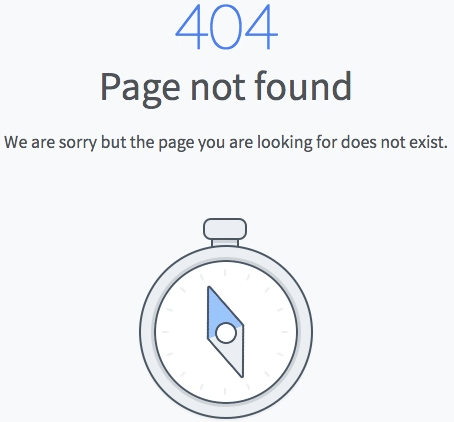 404
Page not found
We are sorry but the page you are looking for does not exist.